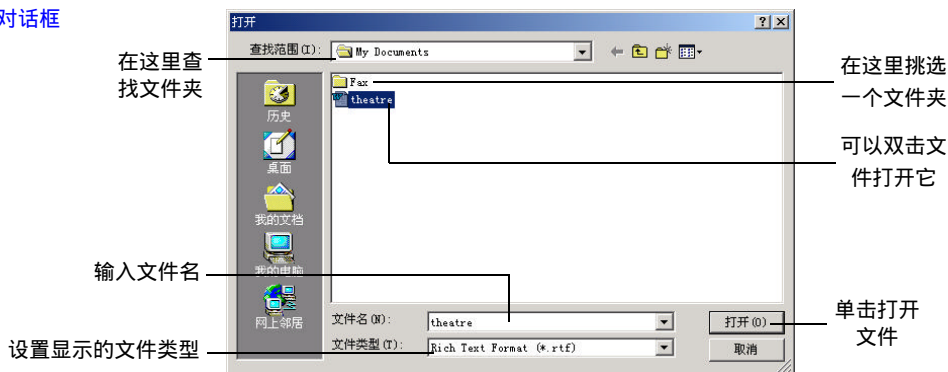 对话框
打开
查找范围(I):
My Documents
在这里查
找文件夹
Fax
theatre
在这里挑选
一个文件夹
可以双击文
件打开它
历史
桌面
我的文档
我的电脑
网上邻居
输入文件名
文件名(N):
theatre
打开(O)
单击打开
文件
设置显示的文件类型
文件类型(T):
Rich Text Format (*.rtf)
取消